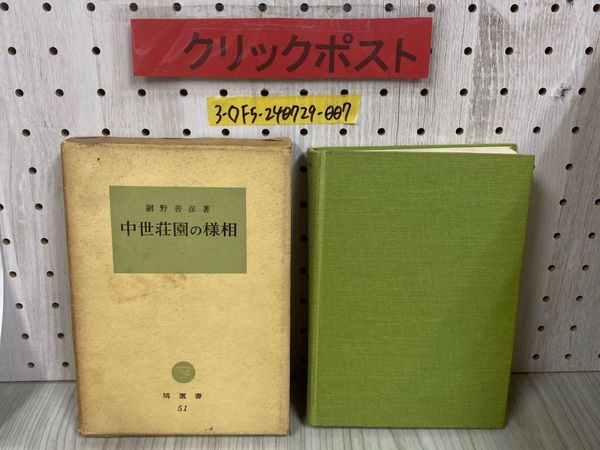 クリックポスト
3-OFS-240729-007
網野善彦著
中世荘園の様相
塙選書
51